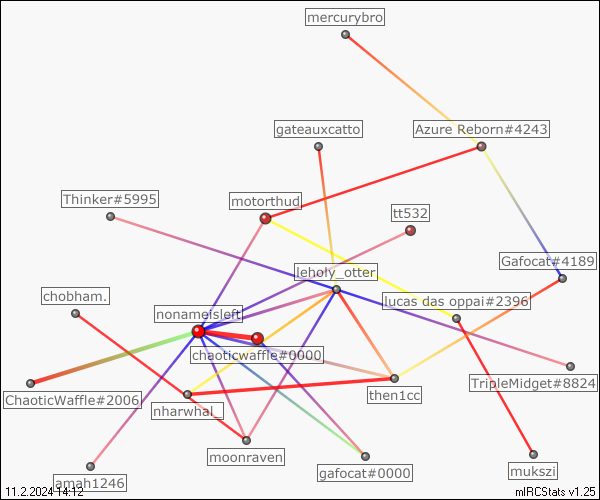 mercurybro
gateauxcatto
Azure Reborn#4243
Thinker#5995
motorthud
tt532
Gafocat#4189
leholy_otter
chobham.
lucas das oppai#2396
nonameisleft
chaoticwaffle#0000
TripleMidget#8824
then1cc
ChaoticWaffle#2006
nharwhal_
moonraven
gafocat#0000
mukszi
amah1246
11.2.2024 14:12
mIRCStats v1.25